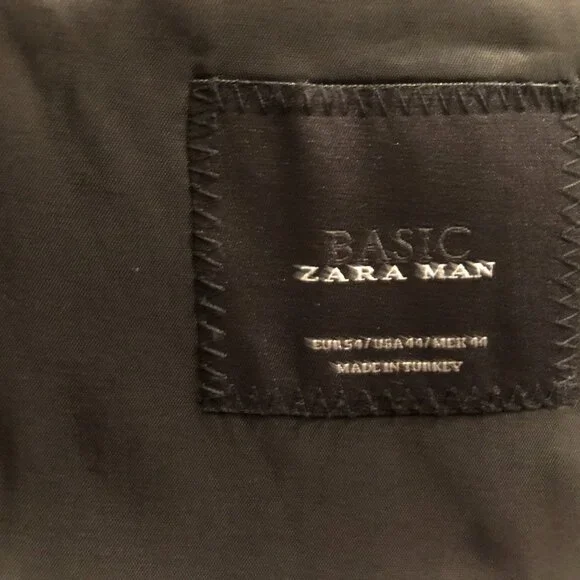 BASIC
ZARA MAN
EUR 54 / USA 44 / MEX 44
MADE IN TURKEY